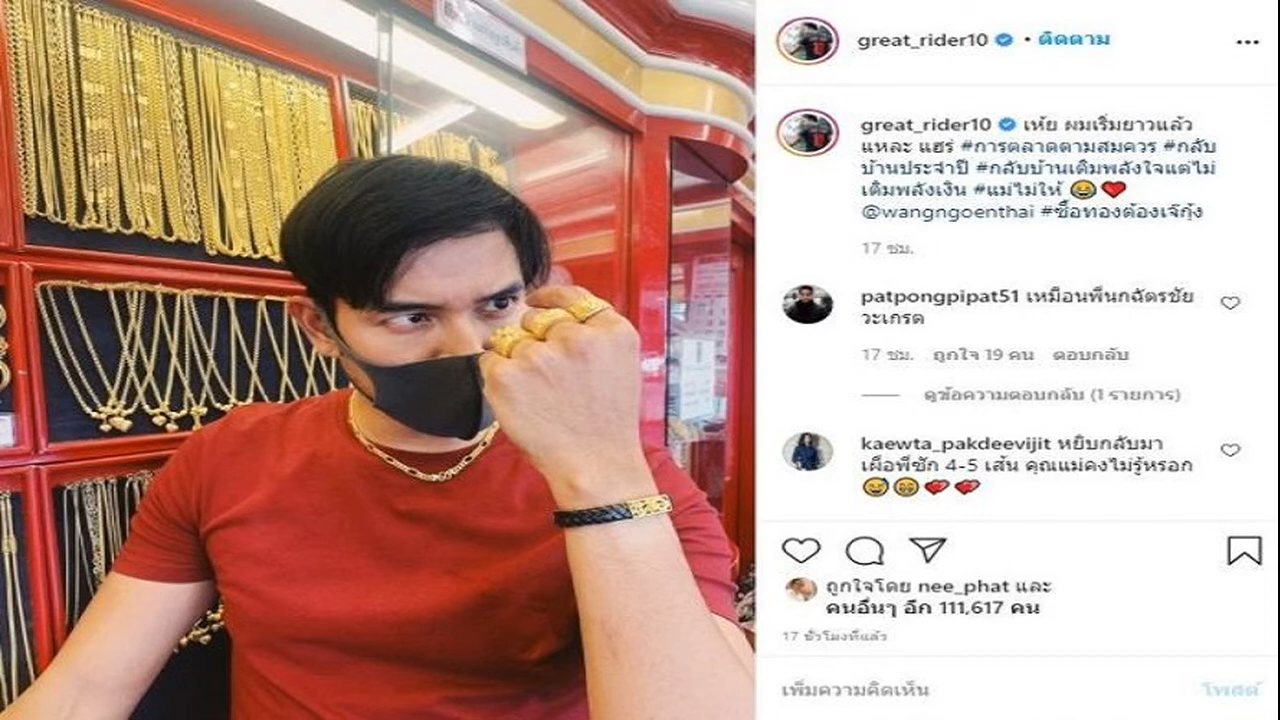 great_rider10 • ติดตาม
great_rider10 เห้ย ผมเริ่มยาวแล้ว
แหละ แฮร่ #การตลาดตามสมควร #กลับ
บ้านประจำปี #กลับบ้านเติมพลังใจแต่ไม่
เติมพลังเงิน #แม่ไม่ให้ 😂❤️
@wangngoenthai #ซื้อทองต้องเจ๊กุ้ง
17 ชม.
patpongpipat51 เหมือนพี่นกฉัตรชัย
วะเกรต
17 ชม. ถูกใจ 19 คน ตอบกลับ
ดูข้อความตอบกลับ (1 รายการ)
kaewta_pakdeevijit หยิบกลับมา
เผื่อพี่ซัก 4-5 เส้น คุณแม่คงไม่รู้หรอก
😅😁💕💕
ถูกใจโดย nee_phat และ
คนอื่นๆ อีก 111,617 คน
17 ชั่วโมงที่แล้ว
เพิ่มความคิดเห็น
โพสต์